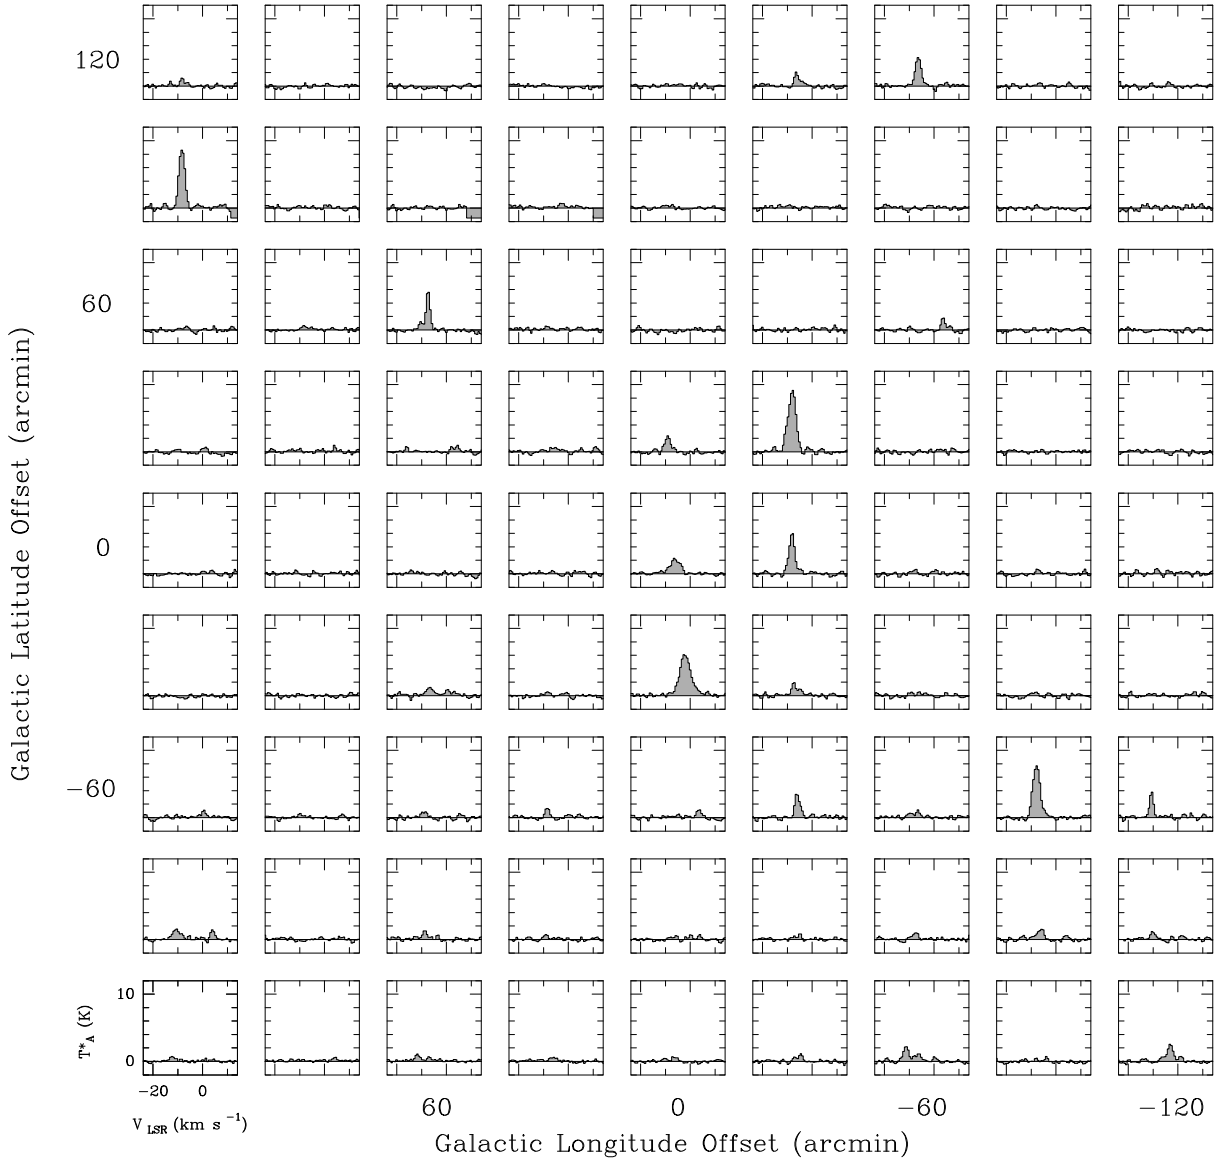 120
60
0
−60
Galactic Latitude Offset (arcmin)
10
0
T*A (K)
−20 0
VLSR (km s −1)
60 0 −60 −120
Galactic Longitude Offset (arcmin)